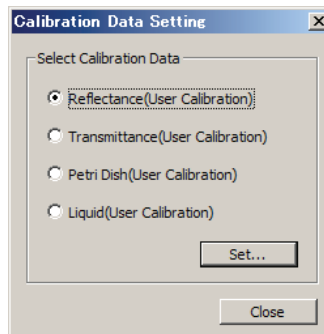 Calibration Data Setting
Select Calibration Data
Reflectance(User Calibration)
Transmittance(User Calibration)
Petri Dish(User Calibration)
Liquid(User Calibration)
Set...
Close